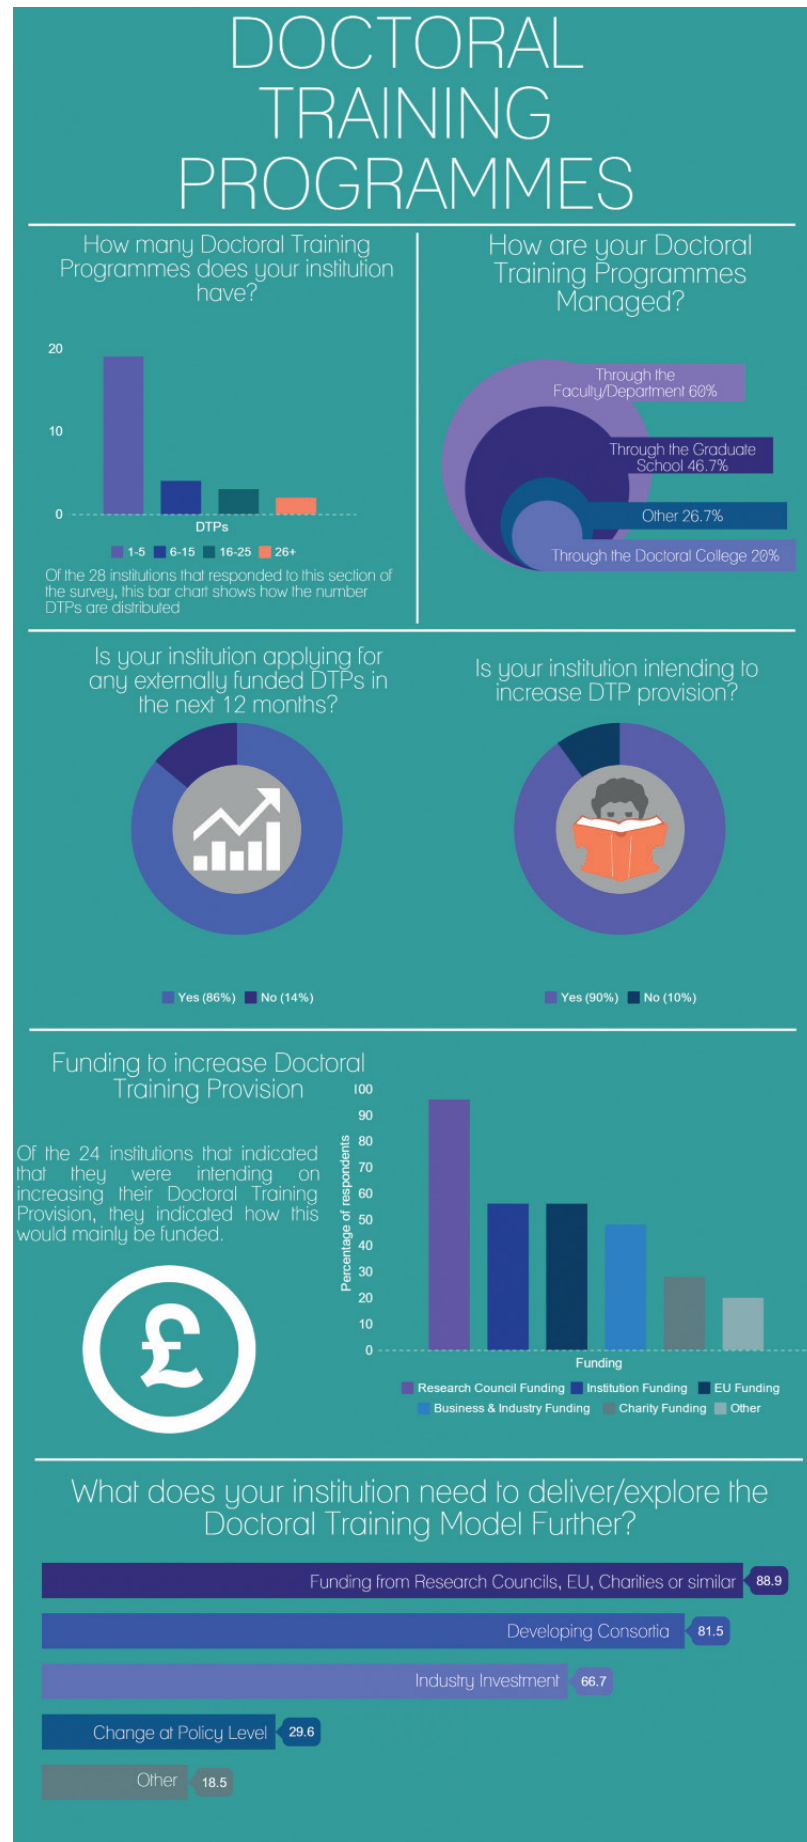 DOCTORAL
TRAINING
PROGRAMMES
How many Doctoral Training
Programmes does your institution
have?
20
10
0
DTPs
1-5 6-15 16-25 26+
Of the 28 institutions that responded to this section of
the survey, this bar chart shows how the number
DTPs are distributed
How are your Doctoral
Training Programmes
Managed?
Through the
Faculty/Department 60%
Through the Graduate
School 46.7%
Other 26.7%
Through the Doctoral College 20%
Is your institution applying for
any externally funded DTPs in
the next 12 months?
Yes (86%) No (14%)
Is your institution intending to
increase DTP provision?
Yes (90%) No (10%)
Funding to increase Doctoral
Training Provision
Of the 24 institutions that indicated
that they were intending on
increasing their Doctoral Training
Provision, they indicated how this
would mainly be funded.
£
Percentage of respondents
100
90
80
70
60
50
40
30
20
10
0
Funding
Research Council Funding Institution Funding EU Funding
Business & Industry Funding Charity Funding Other
What does your institution need to deliver/explore the
Doctoral Training Model Further?
Funding from Research Councils, EU, Charities or similar 88.9
Developing Consortia 81.5
Industry Investment 66.7
Change at Policy Level 29.6
Other 18.5